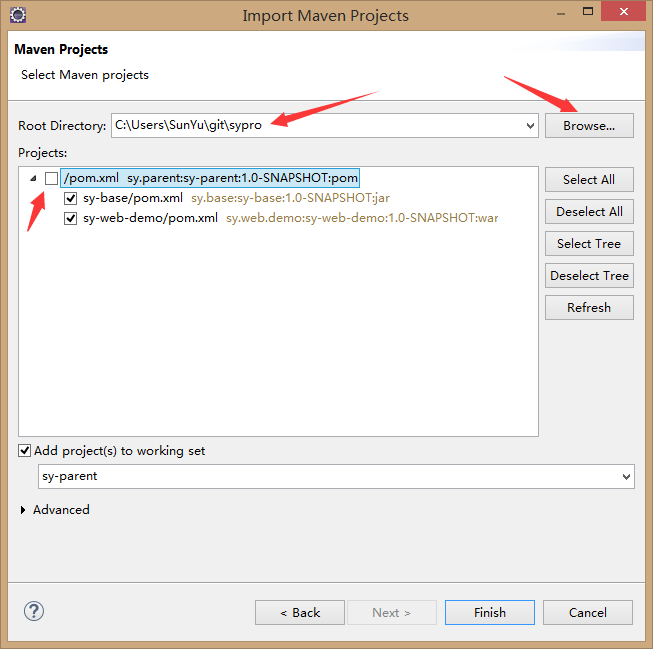 Import Maven Projects
Maven Projects
Select Maven projects
Root Directory: C:\Users\SunYu\git\sypro Browse...
Projects:
/pom.xml sy.parent:sy-parent:1.0-SNAPSHOT:pom
sy-base/pom.xml sy.base:sy-base:1.0-SNAPSHOT:jar
sy-web-demo/pom.xml sy.web.demo:sy-web-demo:1.0-SNAPSHOT:war
Select All
Deselect All
Select Tree
Deselect Tree
Refresh
Add project(s) to working set
sy-parent
Advanced
? < Back Next > Finish Cancel